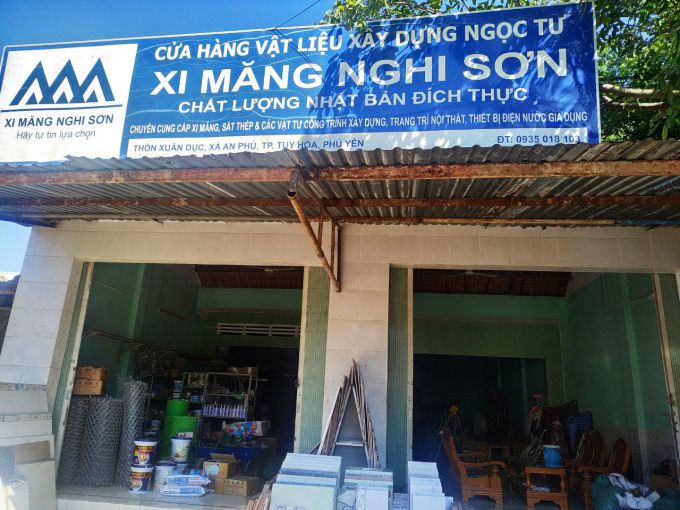 CỬA HÀNG VẬT LIỆU XÂY DỰNG NGỌC TƯ
XI MĂNG NGHI SƠN
CHẤT LƯỢNG NHẬT BẢN ĐÍCH THỰC
CHUYÊN CUNG CẤP XI MĂNG, SẮT THÉP & CÁC VẬT TƯ CÔNG TRÌNH XÂY DỰNG, TRANG TRÍ NỘI THẤT, THIẾT BỊ ĐIỆN NƯỚC GIA DỤNG
THÔN XUÂN DỤC, XÃ AN PHÚ, TP. TUY HÒA, PHÚ YÊN
ĐT: 0935 018 103
XI MĂNG NGHI SƠN
Hãy tự tin lựa chọn